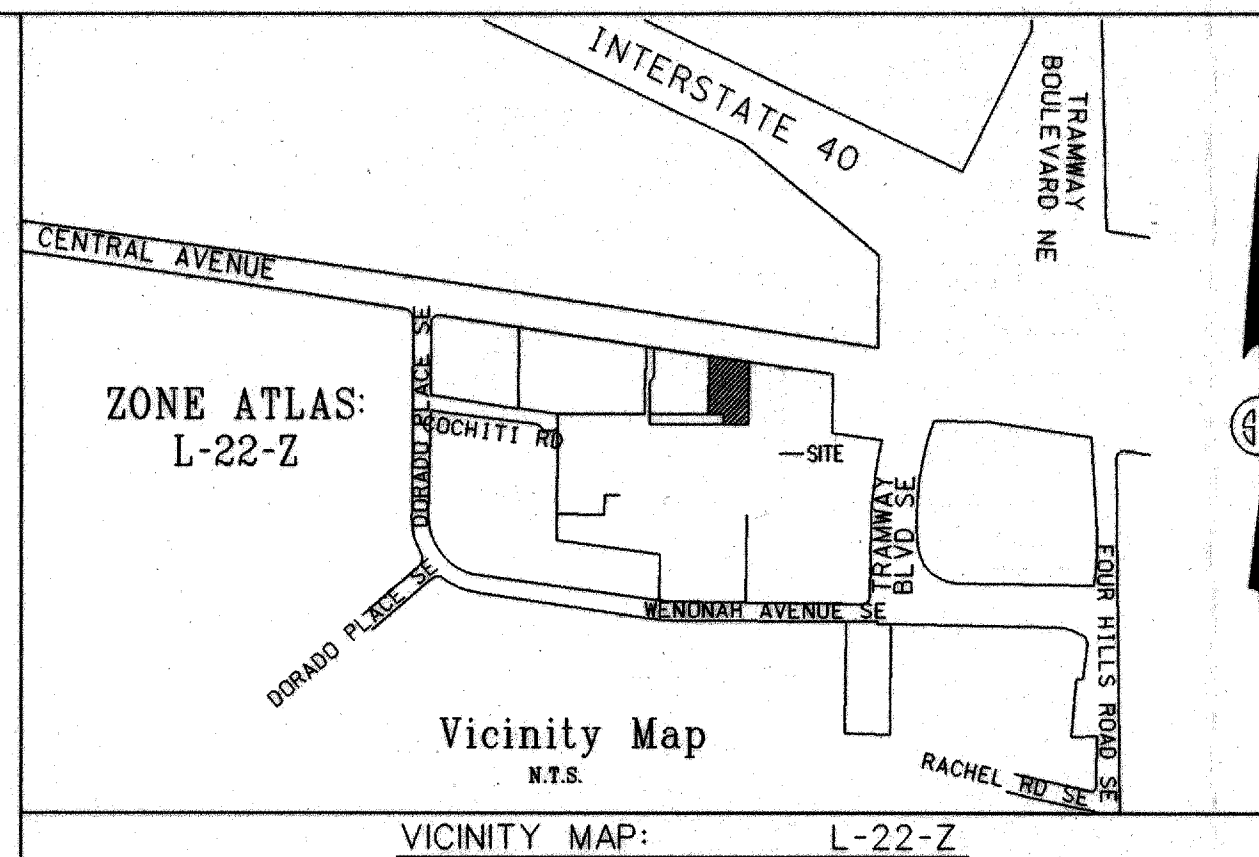 INTERSTATE 40
TRAMWAY
BOULEVARD NE
CENTRAL AVENUE
DORADO PLACE SE
ZONE ATLAS:
L-22-Z
COCHITI RD
SITE
TRAMWAY
BLVD SE
FOUR HILLS ROAD SE
DORADO PLACE SE
WENONAH AVENUE SE
Vicinity Map
N.T.S.
RACHEL RD SE
VICINITY MAP: L-22-Z